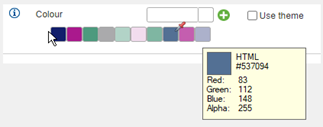 Colour
Use theme
HTML
#537094
Red: 83
Green: 112
Blue: 148
Alpha: 255